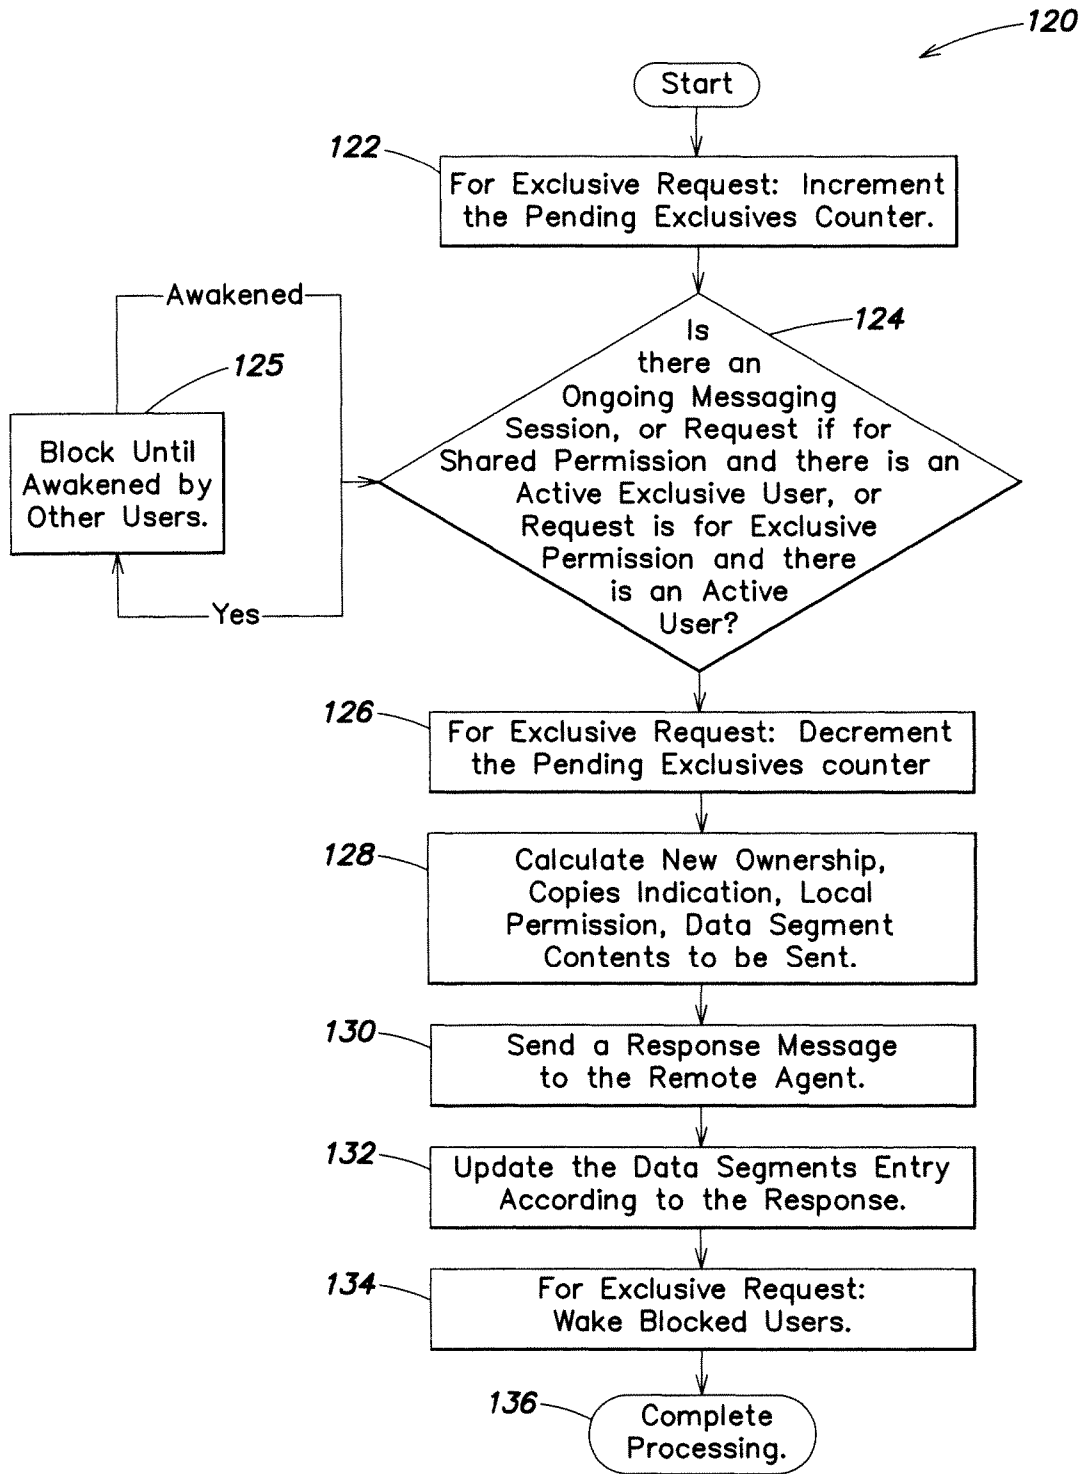 120
Start
122
For Exclusive Request: Increment
the Pending Exclusives Counter.
Awakened
124
125
Is
there an
Ongoing Messaging
Session, or Request if for
Shared Permission and there is an
Active Exclusive User, or
Request is for Exclusive
Permission and there
is an Active
User?
Block Until
Awakened by
Other Users.
Yes
126
For Exclusive Request: Decrement
the Pending Exclusives counter
128
Calculate New Ownership,
Copies Indication, Local
Permission, Data Segment
Contents to be Sent.
130
Send a Response Message
to the Remote Agent.
132
Update the Data Segments Entry
According to the Response.
134
For Exclusive Request:
Wake Blocked Users.
136
Complete
Processing.